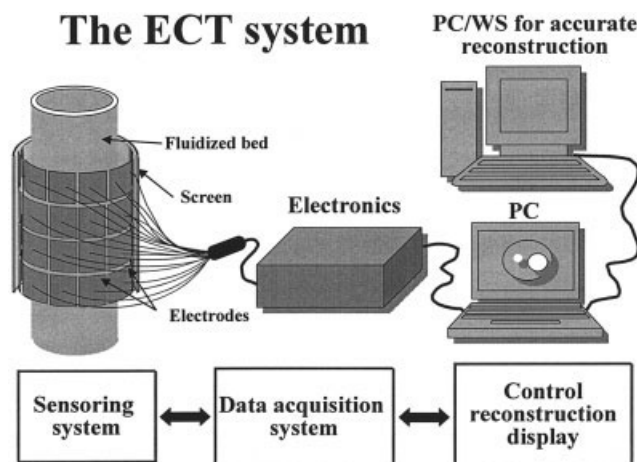 The ECT system
PC/WS for accurate
reconstruction
Fluidized bed
Screen
Electronics
PC
Electrodes
Sensoring
system
Data acquisition
system
Control
reconstruction
display